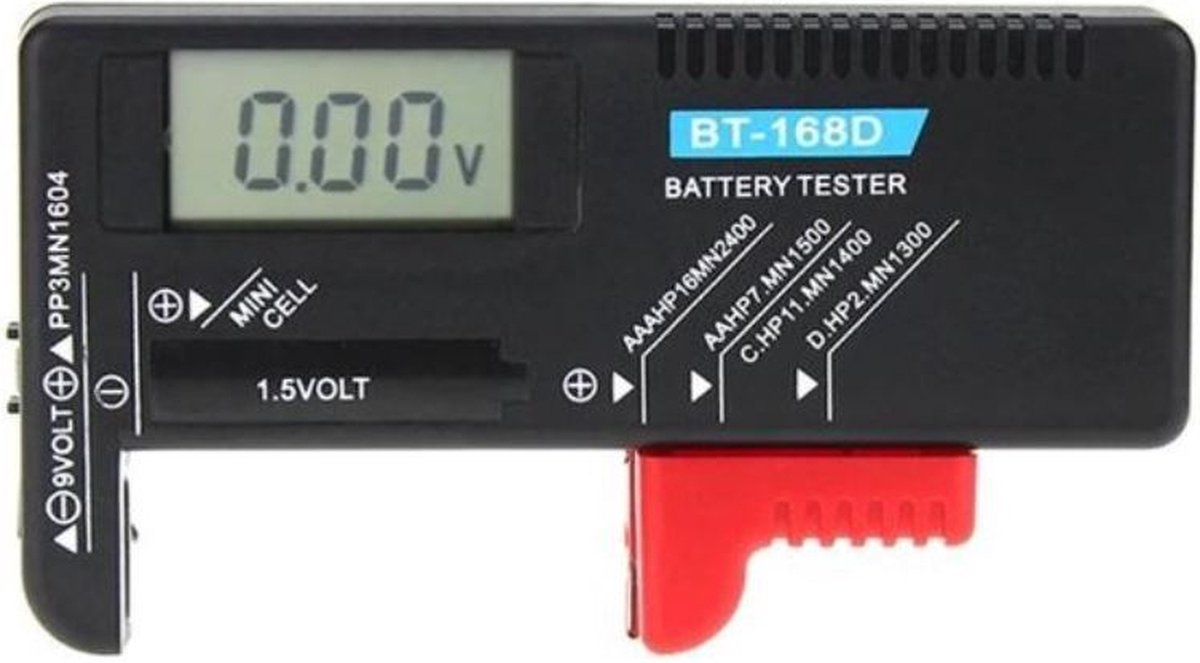 0.00V
BT-168D
BATTERY TESTER
AAAHP16MN2400
AAHP7.MN1500
C.HP11.MN1400
D.HP2.MN1300
MINI
CELL
1.5VOLT
9VOLT PP3MN1604